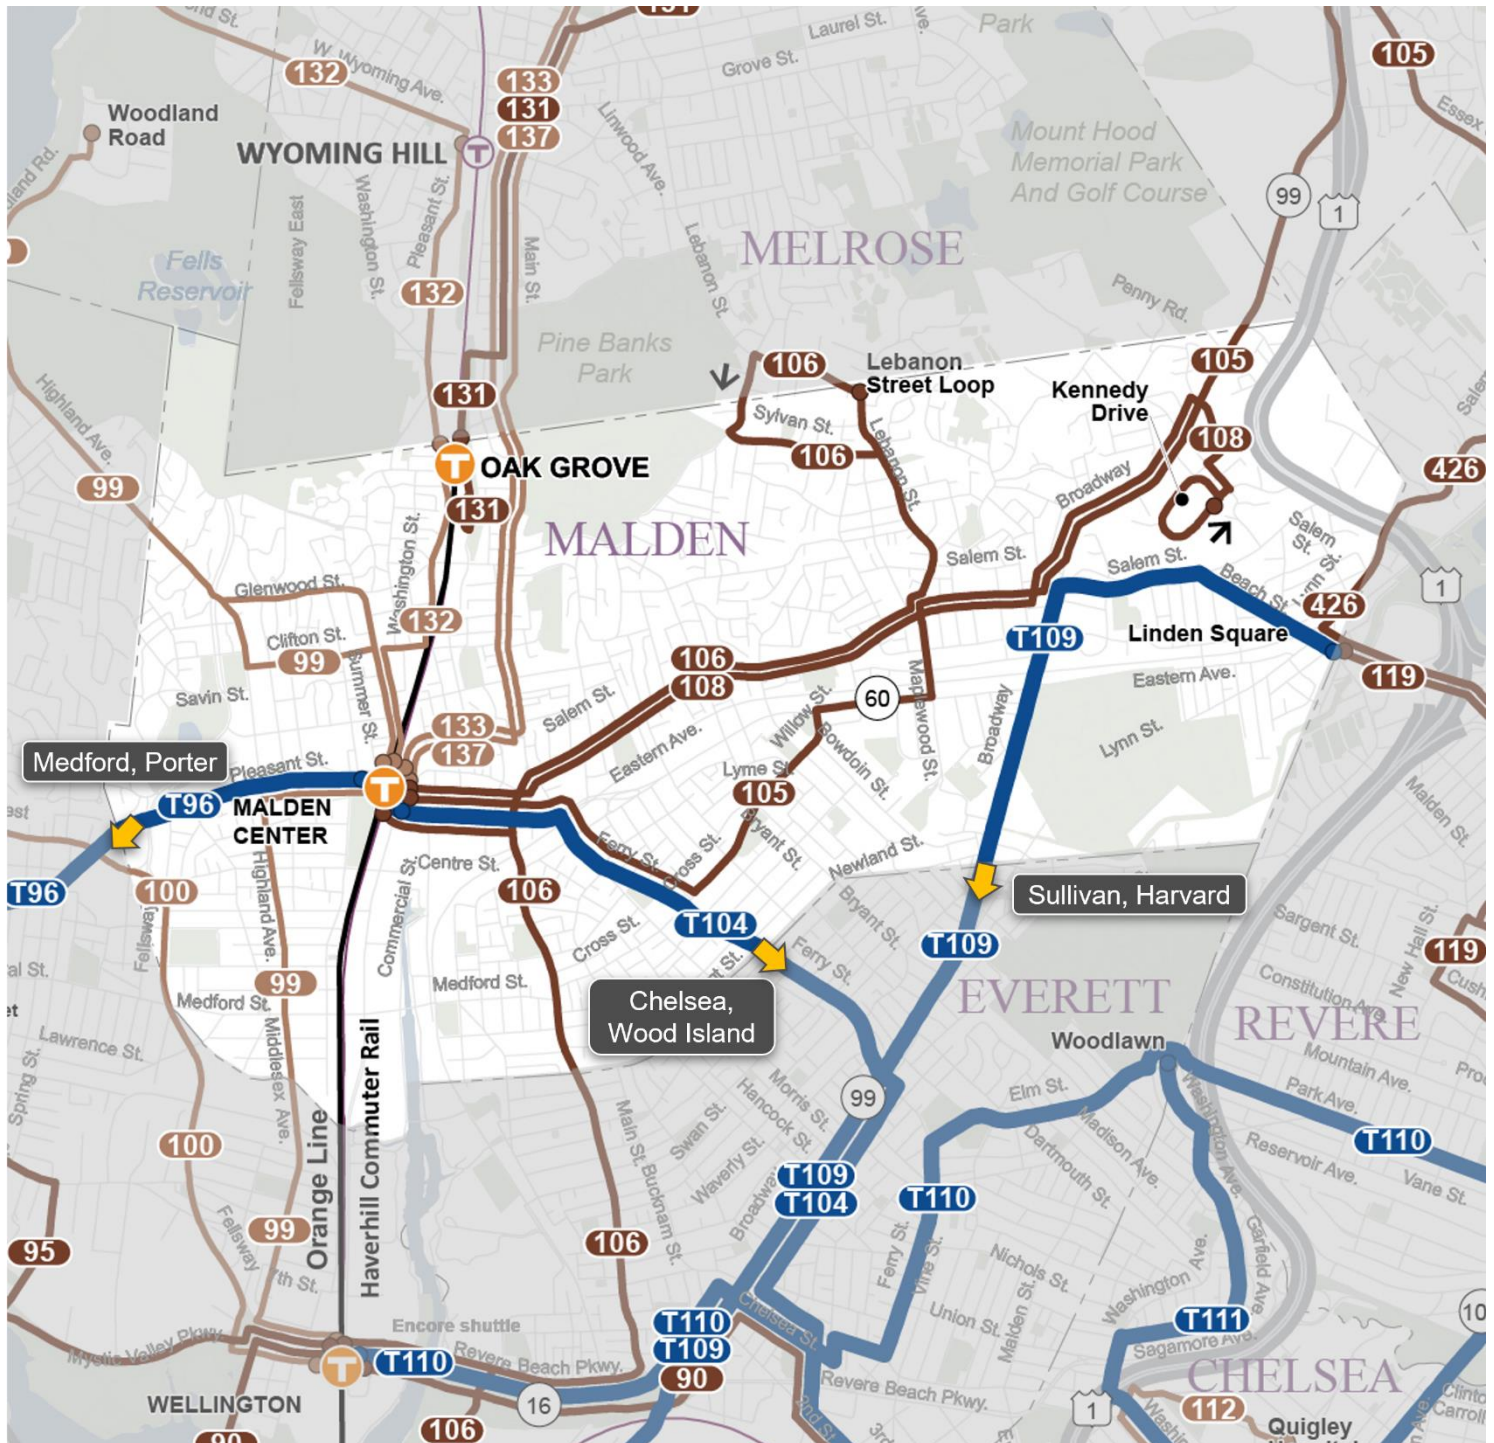 131
Laurel St.
Ave.
Park
105
W. Wyoming Ave.
132
133
131
137
Grove St.
Essex
Woodland
Road
WYOMING HILL
T
Linwood Ave.
Mount Hood
Memorial Park
And Golf Course
99
1
Fellsway East
Washington St.
Pleasant St.
Main St.
Lebanon St.
MELROSE
Fells
Reservoir
132
Penny Rd.
Pine Banks
Park
106
Lebanon
Street Loop
105
Kennedy
Drive
Highland Ave.
131
Sylvan St.
106
Lebanon St.
108
Broadway
T
OAK GROVE
426
99
131
Washington St.
MALDEN
Salem St.
Salem St.
Salem
St.
Lynn St.
Beach St.
1
Glenwood St.
132
426
Clifton St.
99
Summer St.
T109
Linden Square
106
108
119
Savin St.
60
Maplewood St.
Eastern Ave.
133
137
Salem St.
Eastern Ave.
Willow St.
Bowdoin St.
Broadway
Lynn St.
Medford, Porter
Pleasant St.
T96
MALDEN
CENTER
T
Lyme St.
105
Bryant St.
Malden St.
Ferry St.
Cross St.
Newland St.
Centre St.
106
Commercial St.
T96
100
Fellsway
Highland Ave.
T104
Cross St.
Bryant St.
Sullivan, Harvard
Ferry St.
T109
Sargent St.
New Hall St.
119
Medford St.
99
Medford St.
Chelsea,
Wood Island
EVERETT
Constitution Ave.
REVERE
Woodlawn
Lawrence St.
Spring St.
Middlesex Ave.
Haverhill Commuter Rail
Orange Line
Mountain Ave.
Park Ave.
99
Morris St.
Hancock St.
Swan St.
Waverly St.
Elm St.
Madison Ave.
Dartmouth St.
Washington Ave.
Reservoir Ave.
T110
Vane St.
100
Main St.
Bucknam St.
Broadway
T109
T104
T110
Ferry St.
Vine St.
Fellsway
99
95
106
Nichols St.
Washington Ave.
Garfield Ave.
7th St.
Union St.
Malden St.
T111
Sagamore Ave.
Encore shuttle
Mystic Valley Pkwy
T
T110
Revere Beach Pkwy.
T110
T109
90
Chelsea St.
Revere Beach Pkwy.
CHELSEA
WELLINGTON
16
106
90
2nd St.
1
112
Quigley